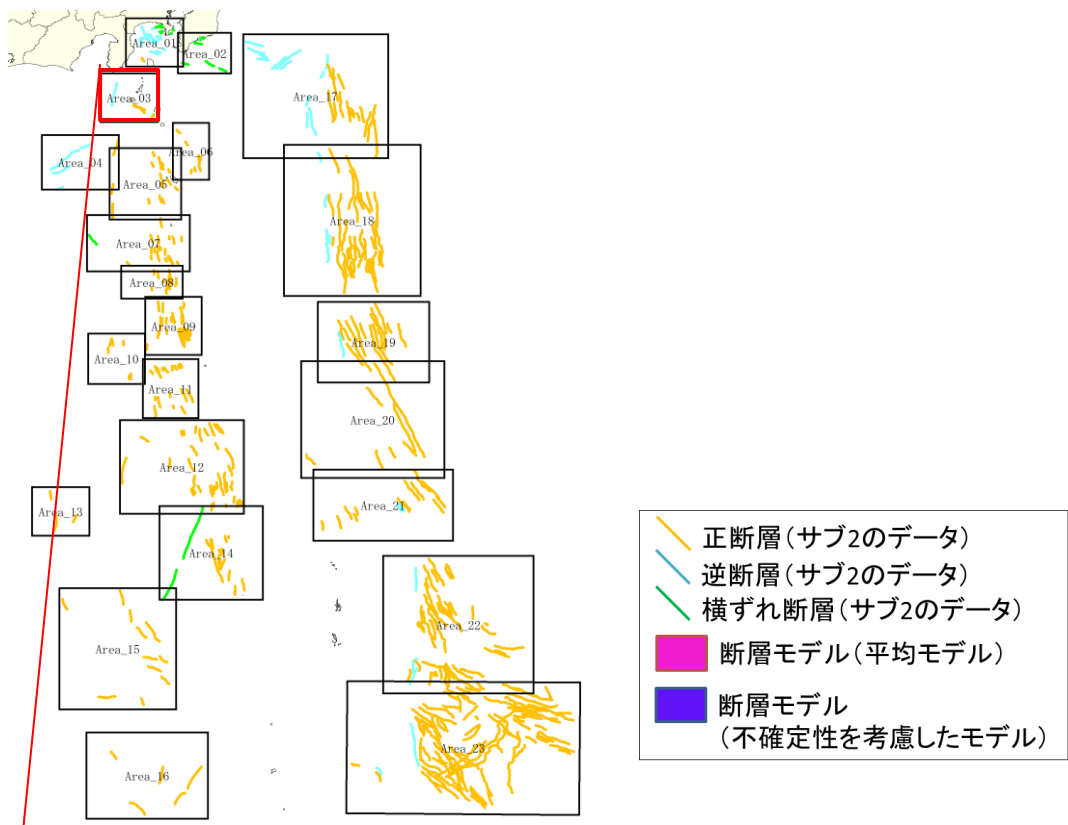 Area_01
Area_02
Area_03
Area_04
Area_05
Area_06
Area_07
Area_08
Area_09
Area_10
Area_11
Area_12
Area_13
Area_14
Area_15
Area_16
Area_17
Area_18
Area_19
Area_20
Area_21
Area_22
Area_23
正断層（サブ2のデータ）
逆断層（サブ2のデータ）
横ずれ断層（サブ2のデータ）
断層モデル（平均モデル）
断層モデル
（不確定性を考慮したモデル）